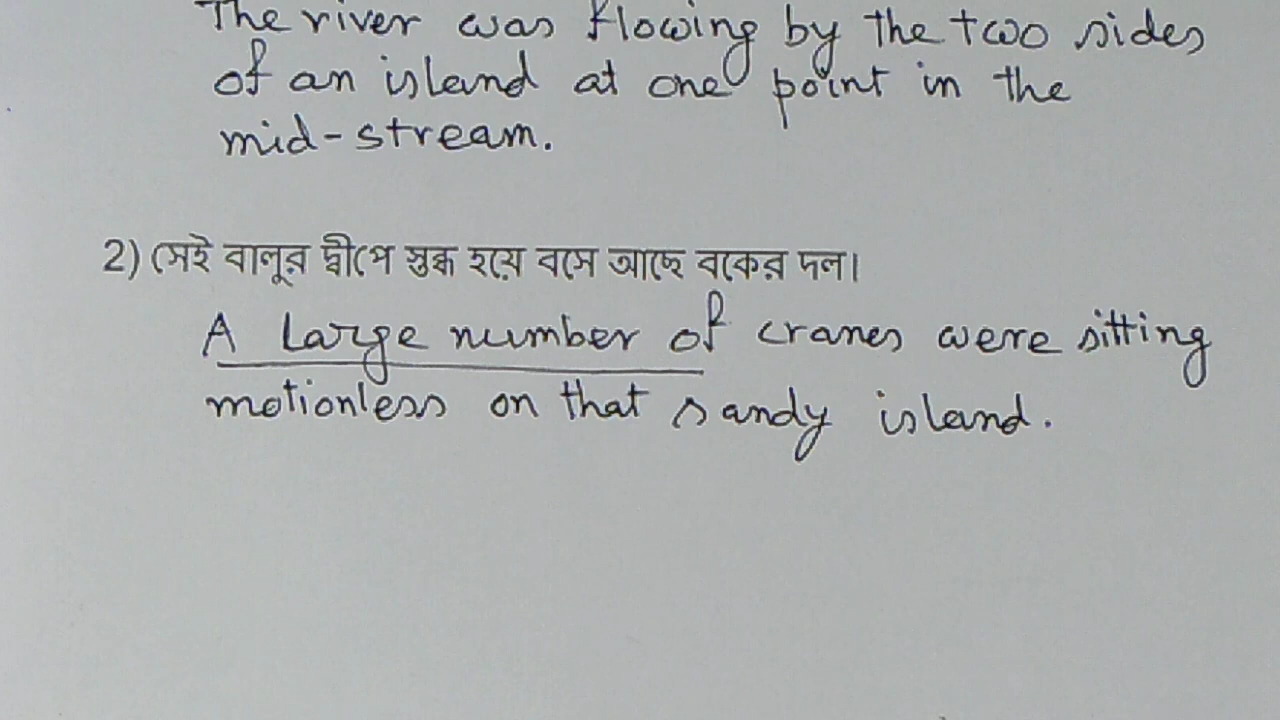 The river was flowing by the two sides
of an island at one point in the
mid-stream.
2) সেই বালুর দ্বীপে স্তব্ধ হয়ে বসে আছে বকের দল।
A large number of cranes were sitting
motionless on that sandy island.